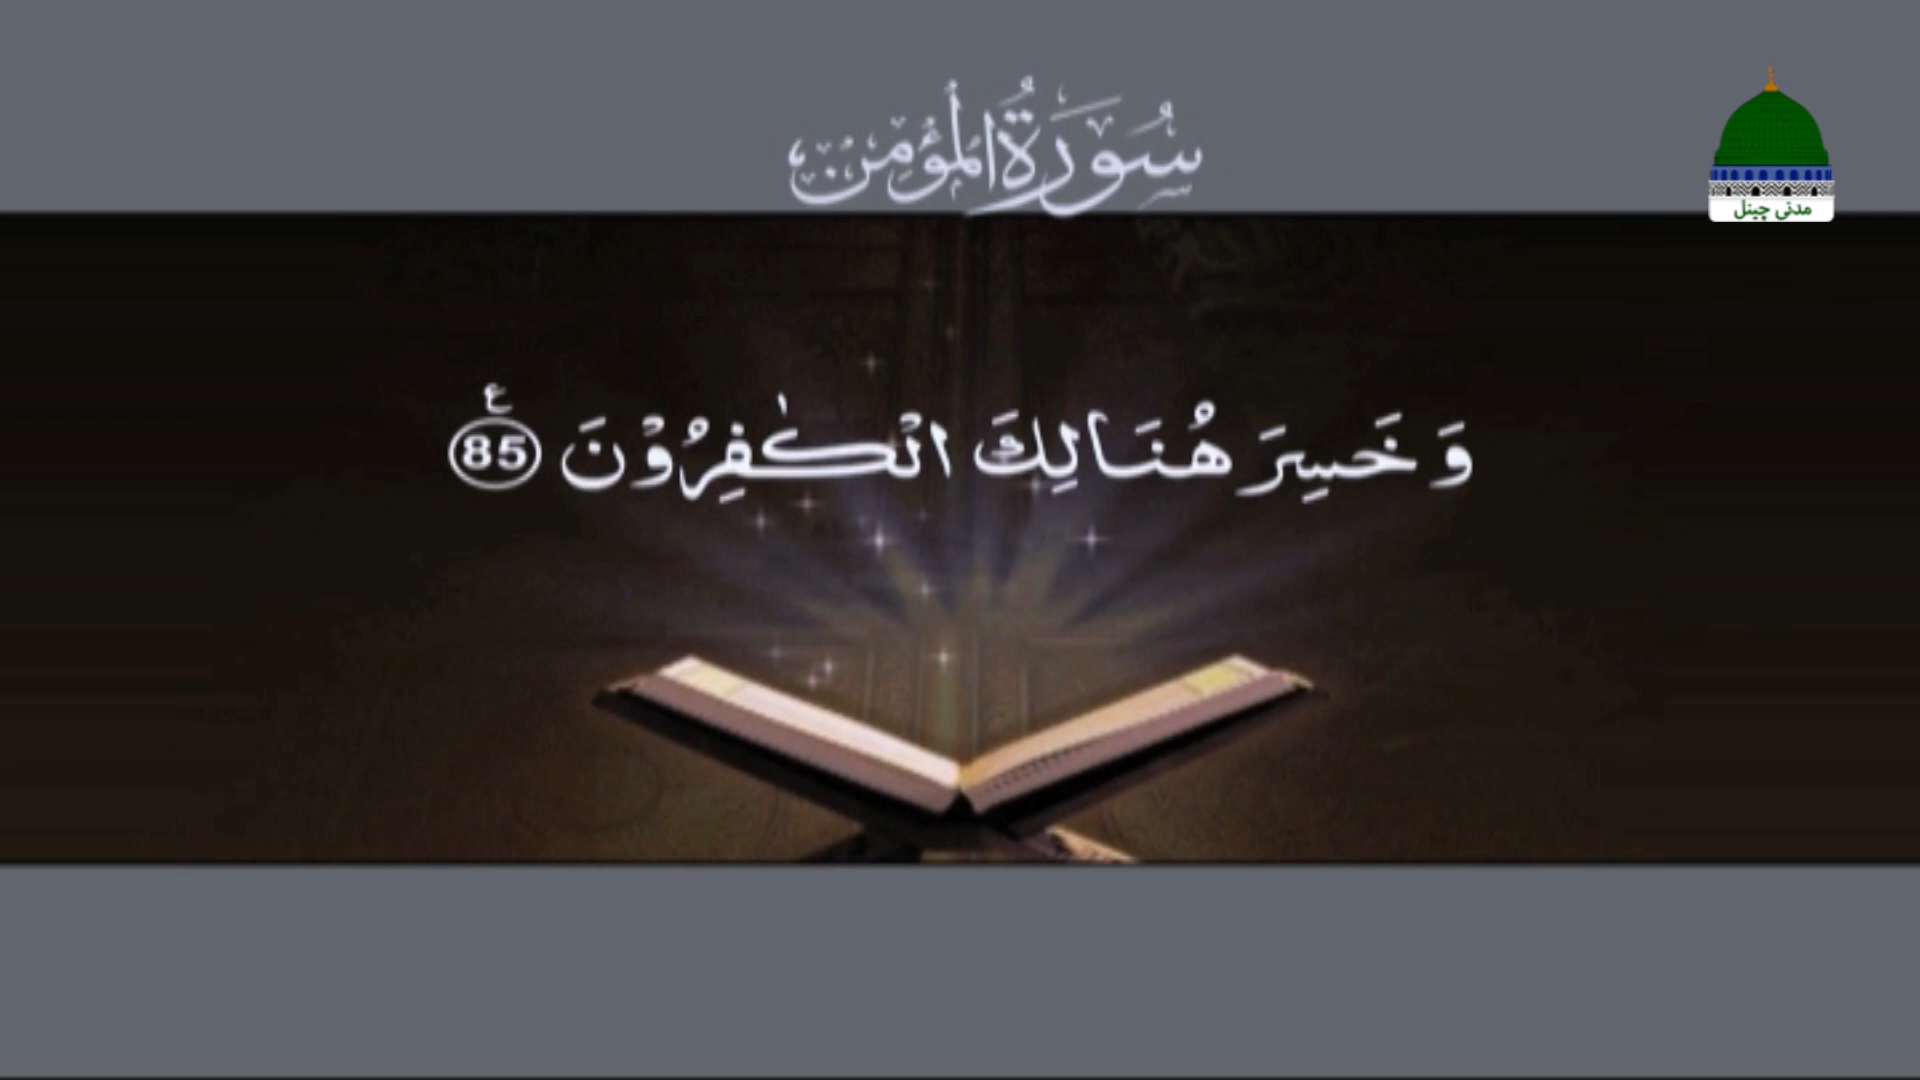 سُوْرَةُ الْمُؤْمِن
مدنی چینل
وَ خَسِرَ هُنَالِكَ الْكٰفِرُوْنَ ﴿85﴾ ع